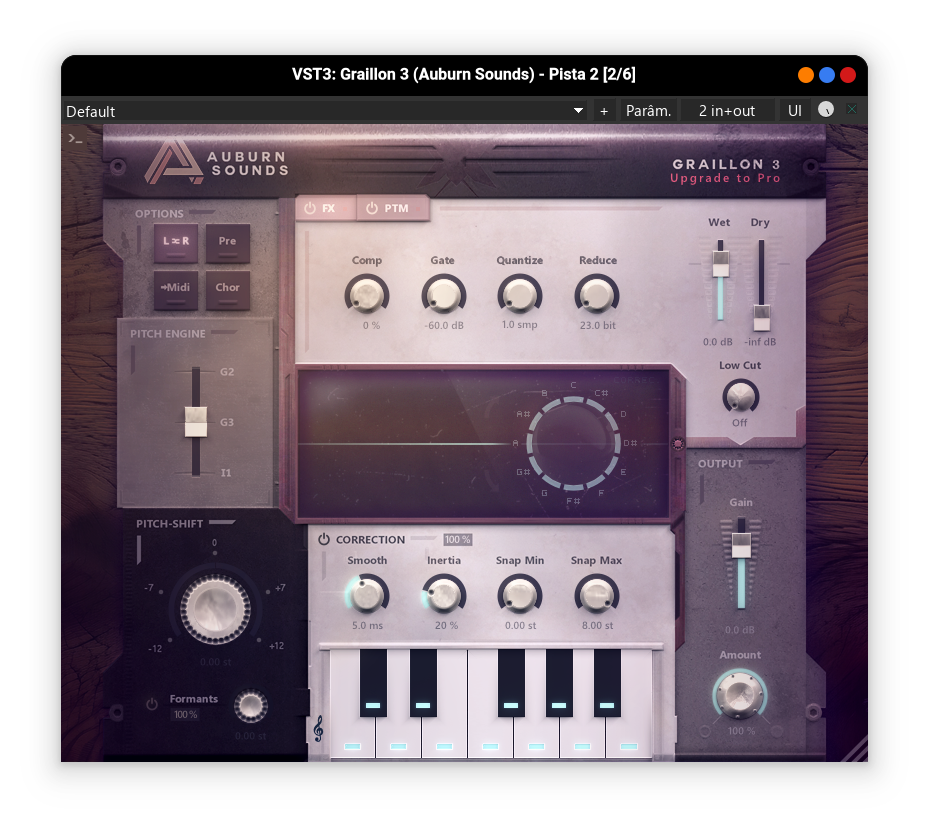 VST3: Graillon 3 (Auburn Sounds) - Pista 2 [2/6]
Default
+
Parâm.
2 in+out
UI
>_
AUBURN
SOUNDS
GRAILLON 3
Upgrade to Pro
OPTIONS
L≍R
Pre
➡Midi
Chor
FX
PTM
Comp
0 %
Gate
-60.0 dB
Quantize
1.0 smp
Reduce
23.0 bit
Wet
Dry
0.0 dB
-inf dB
Low Cut
Off
PITCH ENGINE
G2
G3
I1
C
C#
D
D#
E
F
F#
G
G#
A
A#
B
PITCH-SHIFT
0
-7
+7
-12
+12
0.00 st
Formants
100 %
0.00 st
CORRECTION
100 %
Smooth
5.0 ms
Inertia
20 %
Snap Min
0.00 st
Snap Max
8.00 st
OUTPUT
Gain
0.0 dB
Amount
100 %